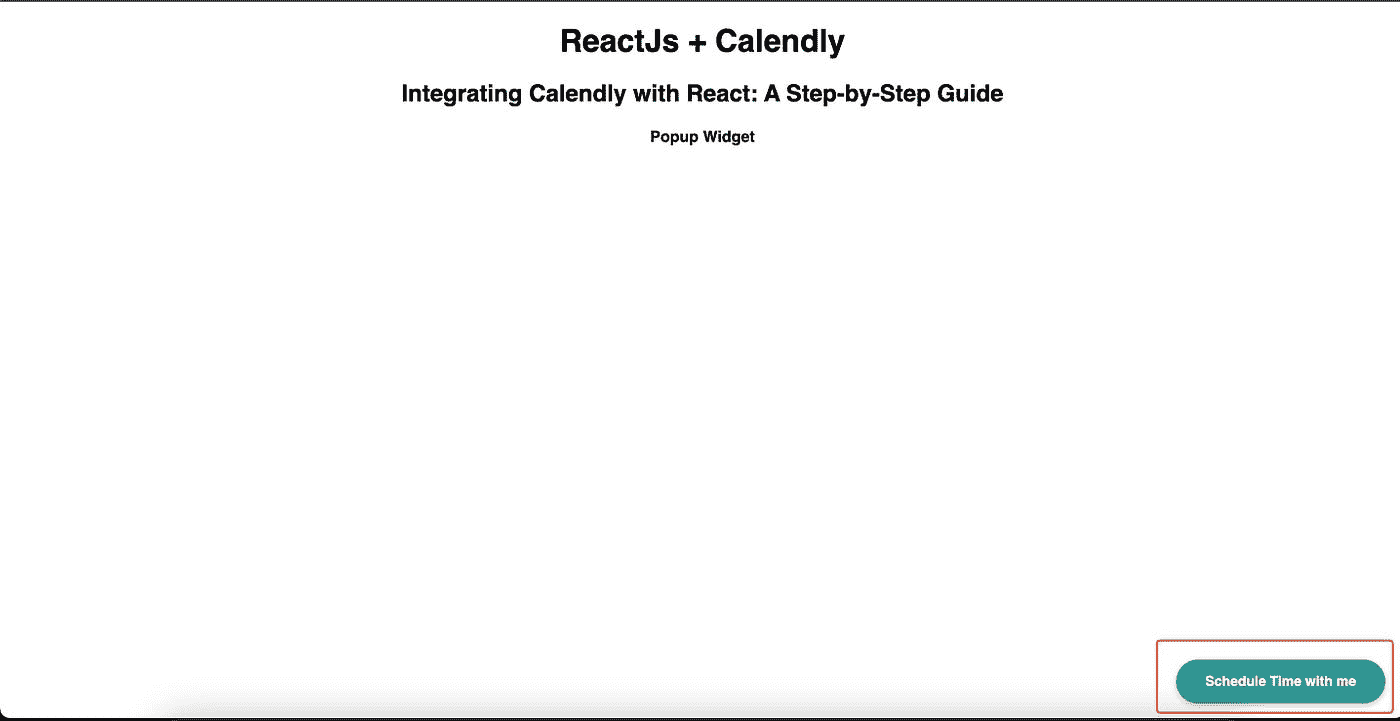 ReactJs + Calendly
Integrating Calendly with React: A Step-by-Step Guide
Popup Widget
Schedule Time with me